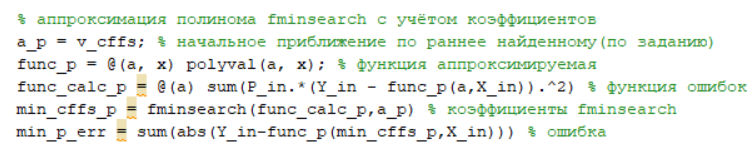 % аппроксимация полинома fminsearch с учётом коэффициентов
a_p = v_cffs; % начальное приближение по раннее найденному(по заданию)
func_p = @(a, x) polyval(a, x); % функция аппроксимируемая
func_calc_p = @(a) sum(P_in.*(Y_in - func_p(a,X_in)).^2) % функция ошибок
min_cffs_p = fminsearch(func_calc_p,a_p) % коэффициенты fminsearch
min_p_err = sum(abs(Y_in-func_p(min_cffs_p,X_in))) % ошибка